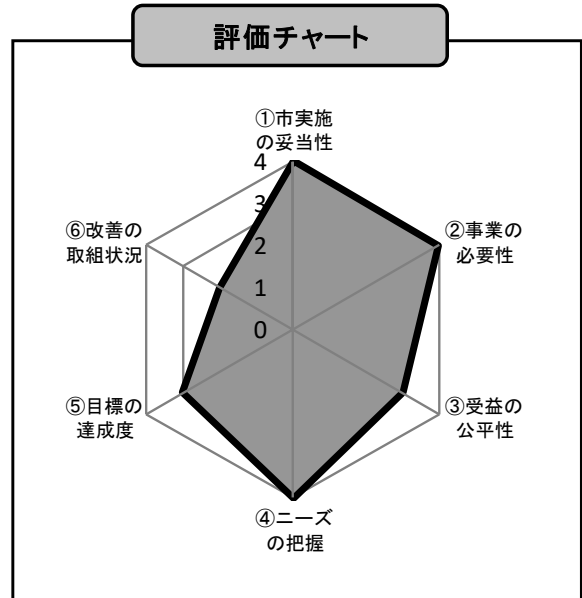 評価チャート
①市実施
の妥当性
4
3
2
1
0
②事業の
必要性
③受益の
公平性
④ニーズ
の把握
⑤目標の
達成度
⑥改善の
取組状況